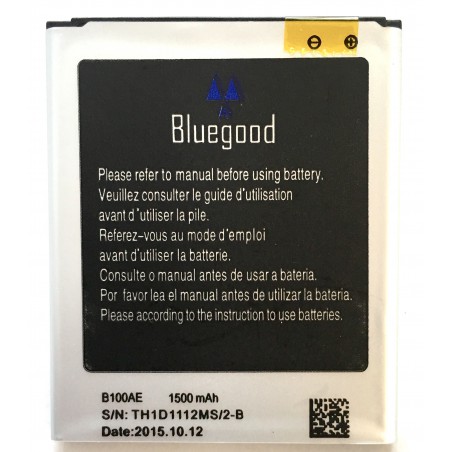 ⊖ ⊕
Bluegood
Please refer to manual before using battery.
Veuillez consulter le guide d'utilisation
avant d'utiliser la pile.
Referez-vous au mode d'emploi
avant d'utiliser la batterie.
Consulte o manual antes de usar a bateria.
Por favor lea el manual antes de utilizar la bateria.
Please according to the instruction to use batteries.
B100AE 1500 mAh
S/N: TH1D1112MS/2-B
Date:2015.10.12